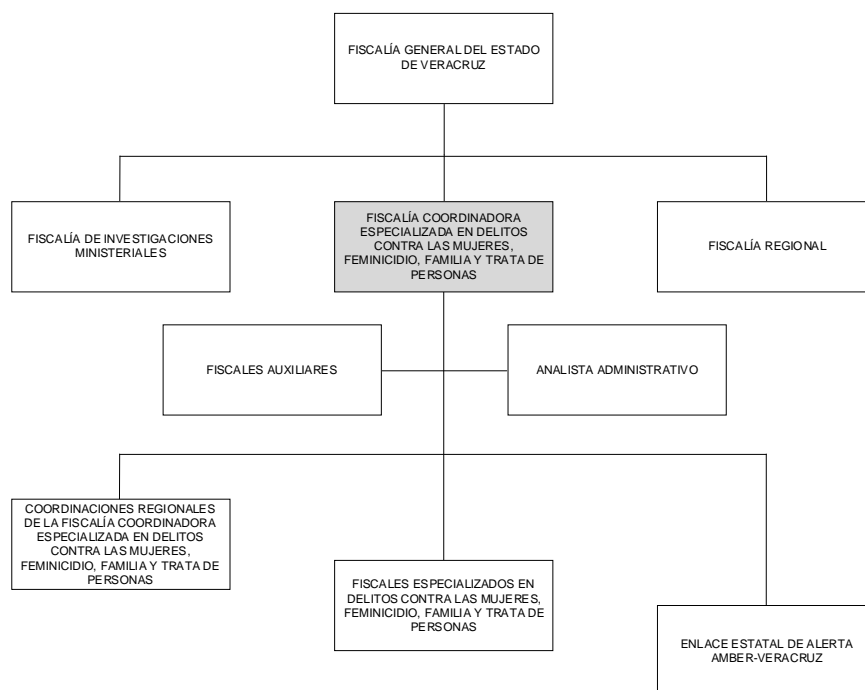 FISCALÍA GENERAL DEL ESTADO
DE VERACRUZ
FISCALÍA DE INVESTIGACIONES
MINISTERIALES
FISCALÍA COORDINADORA
ESPECIALIZADA EN DELITOS
CONTRA LAS MUJERES,
FEMINICIDIO, FAMILIA Y TRATA DE
PERSONAS
FISCALÍA REGIONAL
FISCALES AUXILIARES
ANALISTA ADMINISTRATIVO
COORDINACIONES REGIONALES
DE LA FISCALÍA COORDINADORA
ESPECIALIZADA EN DELITOS
CONTRA LAS MUJERES,
FEMINICIDIO, FAMILIA Y TRATA DE
PERSONAS
FISCALES ESPECIALIZADOS EN
DELITOS CONTRA LAS MUJERES,
FEMINICIDIO, FAMILIA Y TRATA DE
PERSONAS
ENLACE ESTATAL DE ALERTA
AMBER-VERACRUZ